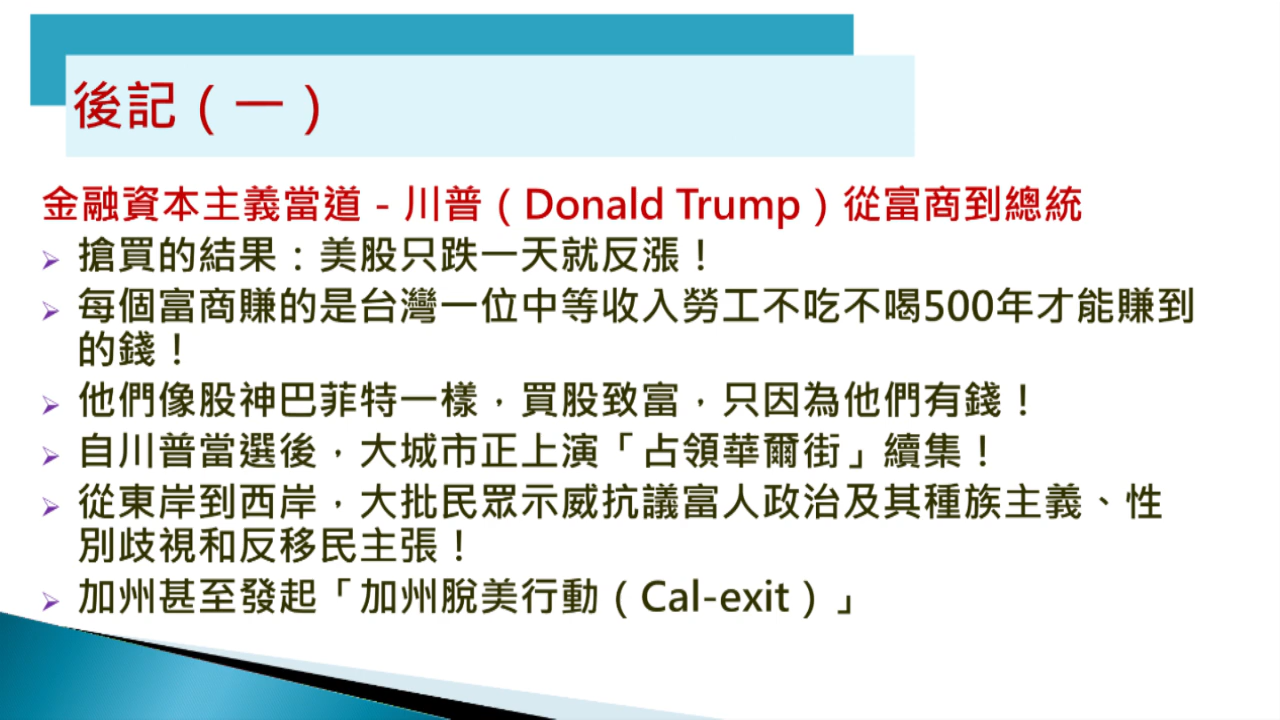 後記（一）
金融資本主義當道－川普（Donald Trump）從富商到總統
搶買的結果：美股只跌一天就反漲！
每個富商賺的是台灣一位中等收入勞工不吃不喝500年才能賺到
的錢！
他們像股神巴菲特一樣，買股致富，只因為他們有錢！
自川普當選後，大城市正上演「占領華爾街」續集！
從東岸到西岸，大批民眾示威抗議富人政治及其種族主義、性
別歧視和反移民主張！
加州甚至發起「加州脫美行動（Cal-exit）」